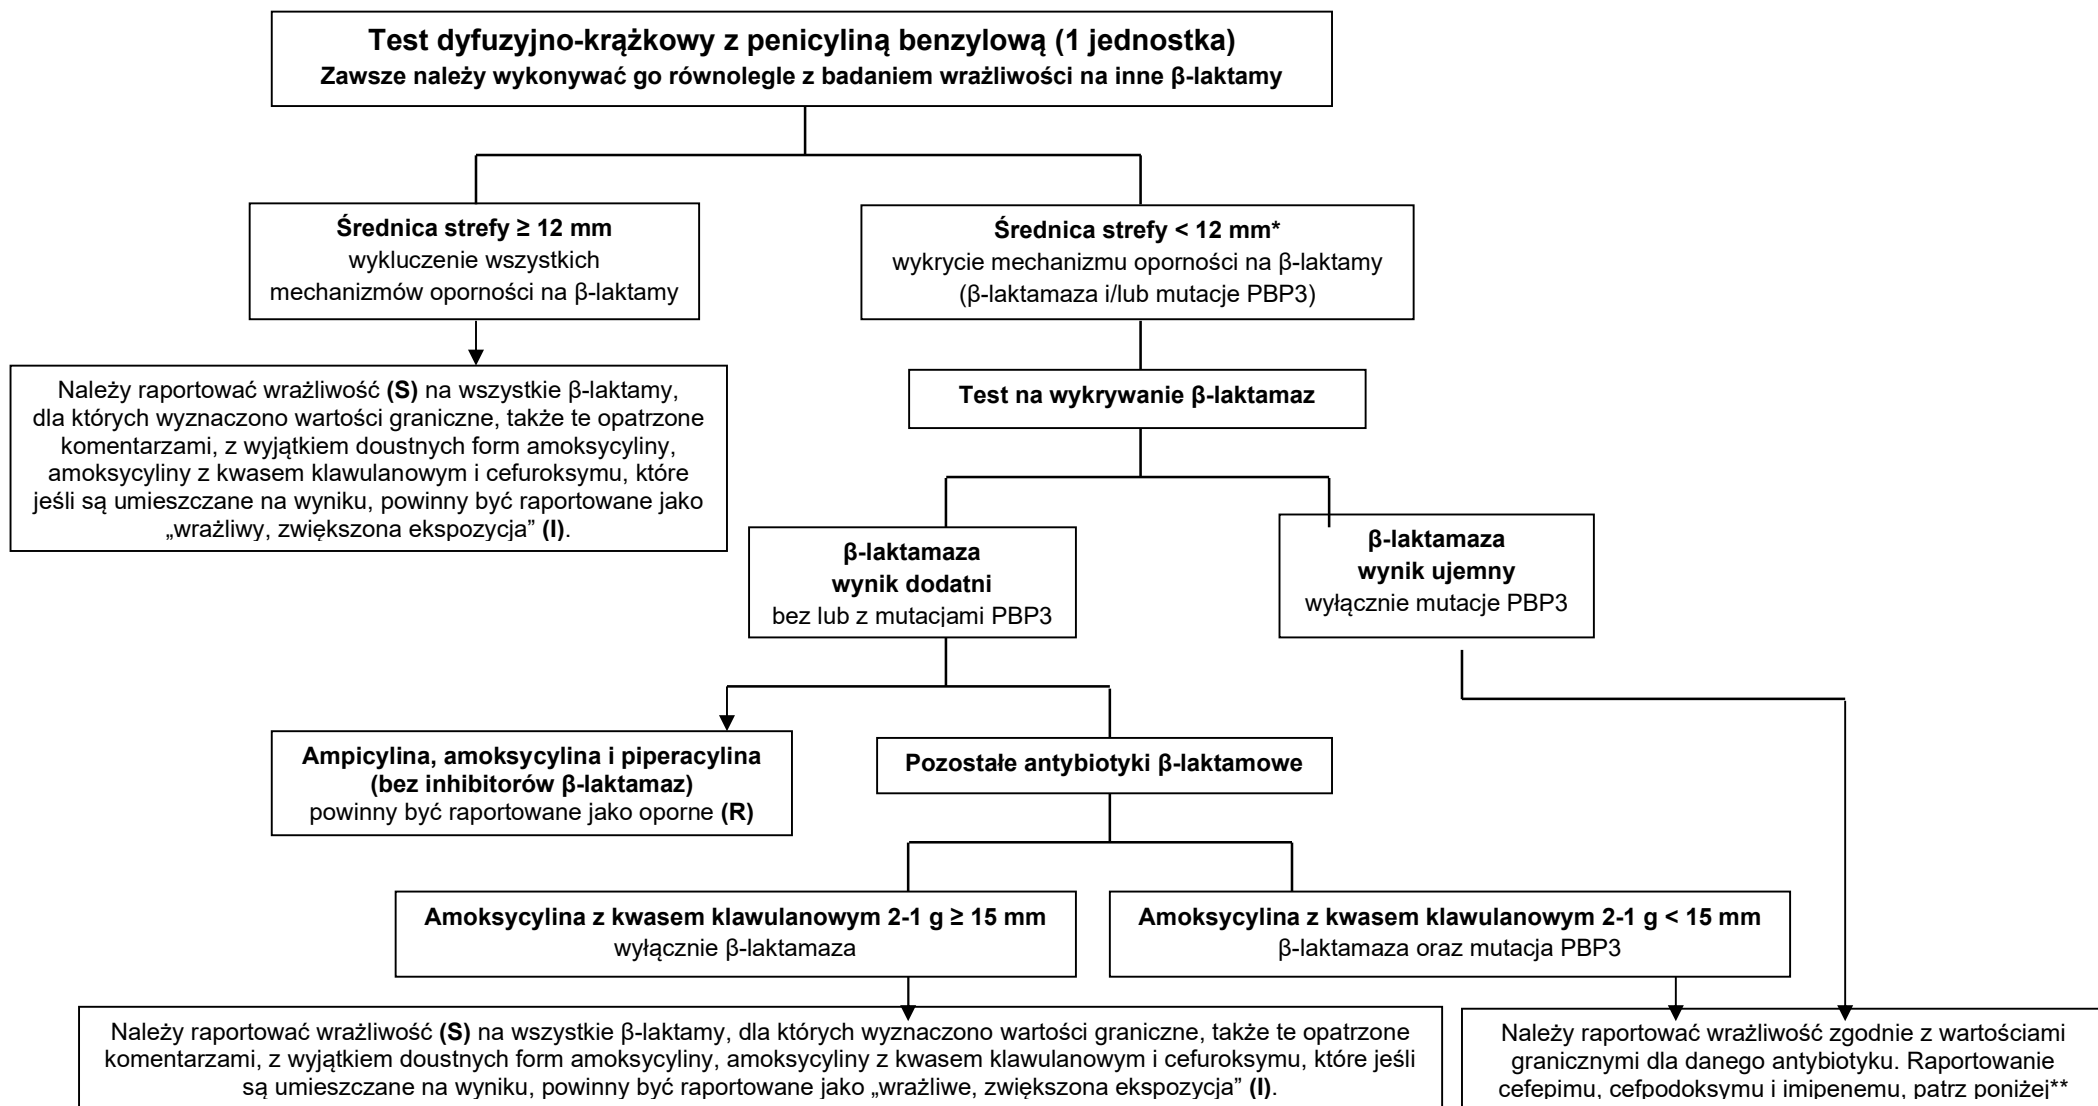 Test dyfuzyjno-krążkowy z penicyliną benzylową (1 jednostka)
Zawsze należy wykonywać go równolegle z badaniem wrażliwości na inne β-laktamy
Średnica strefy ≥ 12 mm
wykluczenie wszystkich
mechanizmów oporności na β-laktamy
Średnica strefy < 12 mm*
wykrycie mechanizmu oporności na β-laktamy
(β-laktamaza i/lub mutacje PBP3)
Należy raportować wrażliwość (S) na wszystkie β-laktamy,
dla których wyznaczono wartości graniczne, także te opatrzone
komentarzami, z wyjątkiem doustnych form amoksycyliny,
amoksycyliny z kwasem klawulanowym i cefuroksymu, które
jeśli są umieszczane na wyniku, powinny być raportowane jako
„wrażliwy, zwiększona ekspozycja” (I).
Test na wykrywanie β-laktamaz
β-laktamaza
wynik dodatni
bez lub z mutacjami PBP3
β-laktamaza
wynik ujemny
wyłącznie mutacje PBP3
Ampicylina, amoksycylina i piperacylina
(bez inhibitorów β-laktamaz)
powinny być raportowane jako oporne (R)
Pozostałe antybiotyki β-laktamowe
Amoksycylina z kwasem klawulanowym 2-1 g ≥ 15 mm
wyłącznie β-laktamaza
Amoksycylina z kwasem klawulanowym 2-1 g < 15 mm
β-laktamaza oraz mutacja PBP3
Należy raportować wrażliwość (S) na wszystkie β-laktamy, dla których wyznaczono wartości graniczne, także te opatrzone
komentarzami, z wyjątkiem doustnych form amoksycyliny, amoksycyliny z kwasem klawulanowym i cefuroksymu, które jeśli
są umieszczane na wyniku, powinny być raportowane jako „wrażliwe, zwiększona ekspozycja” (I).
Należy raportować wrażliwość zgodnie z wartościami
granicznymi dla danego antybiotyku. Raportowanie
cefepimu, cefpodoksymu i imipenemu, patrz poniżej**